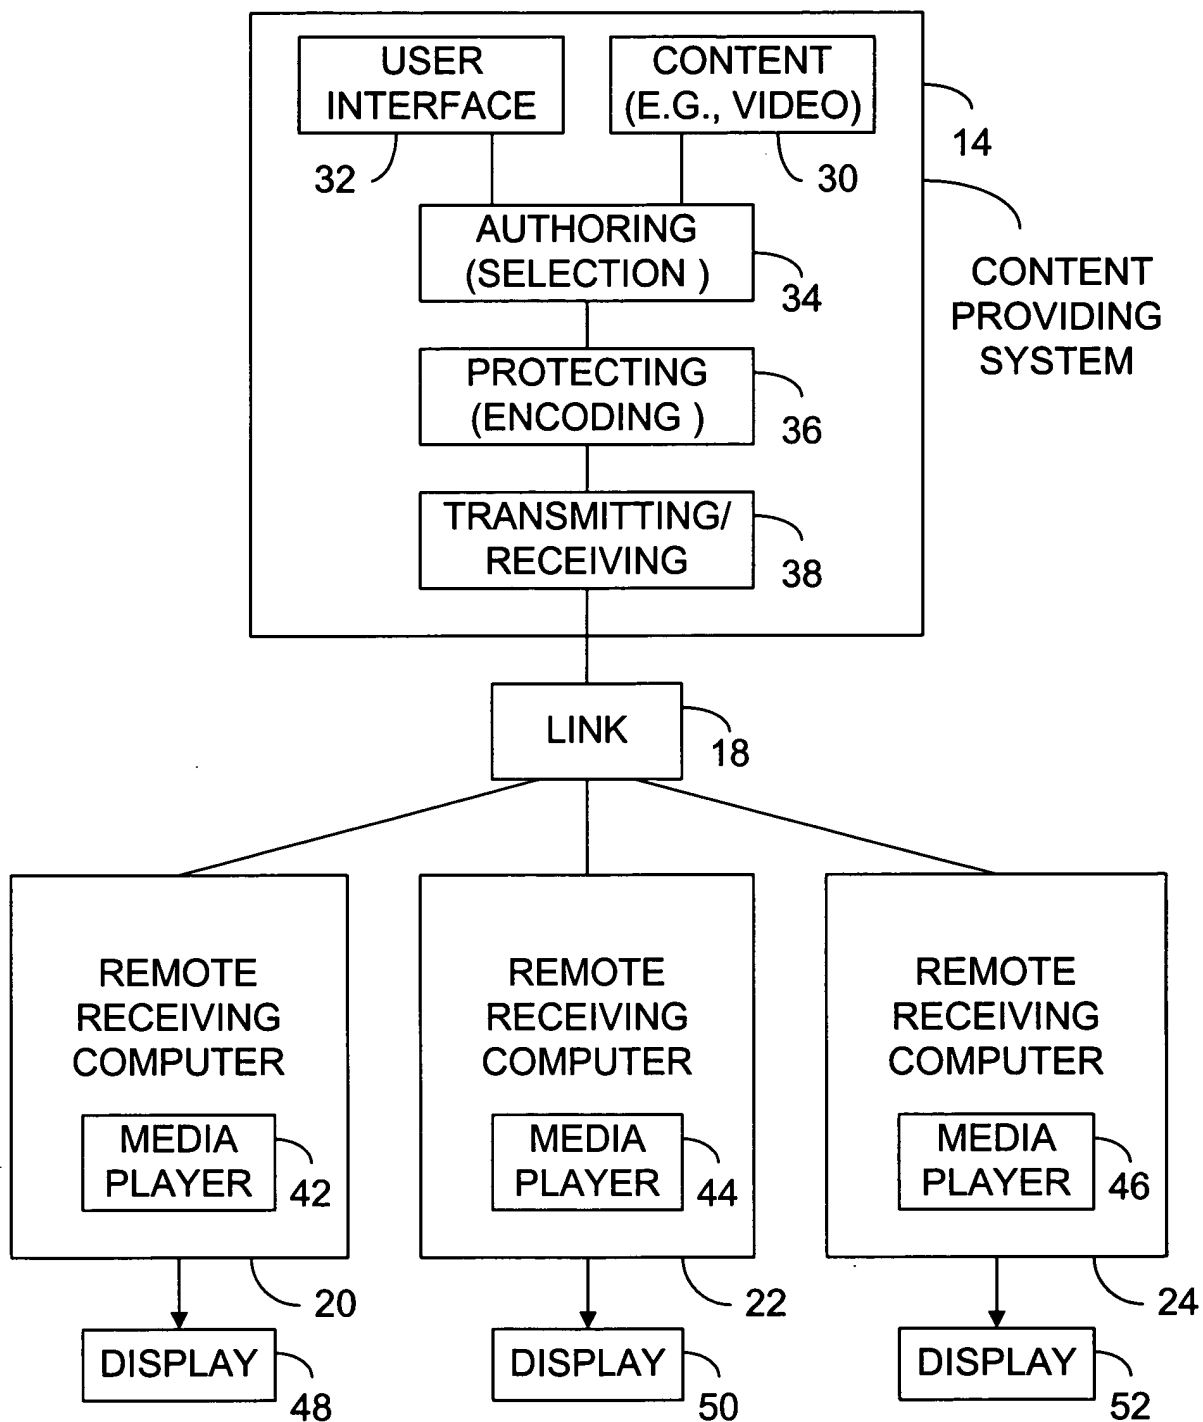 USER
INTERFACE
CONTENT
(E.G., VIDEO)
14
32
30
AUTHORING
(SELECTION )
34
CONTENT
PROVIDING
SYSTEM
PROTECTING
(ENCODING )
36
TRANSMITTING/
RECEIVING
38
LINK
18
REMOTE
RECEIVING
COMPUTER
MEDIA
PLAYER
42
REMOTE
RECEIVING
COMPUTER
MEDIA
PLAYER
44
REMOTE
RECEIVING
COMPUTER
MEDIA
PLAYER
46
20
22
24
DISPLAY
48
DISPLAY
50
DISPLAY
52